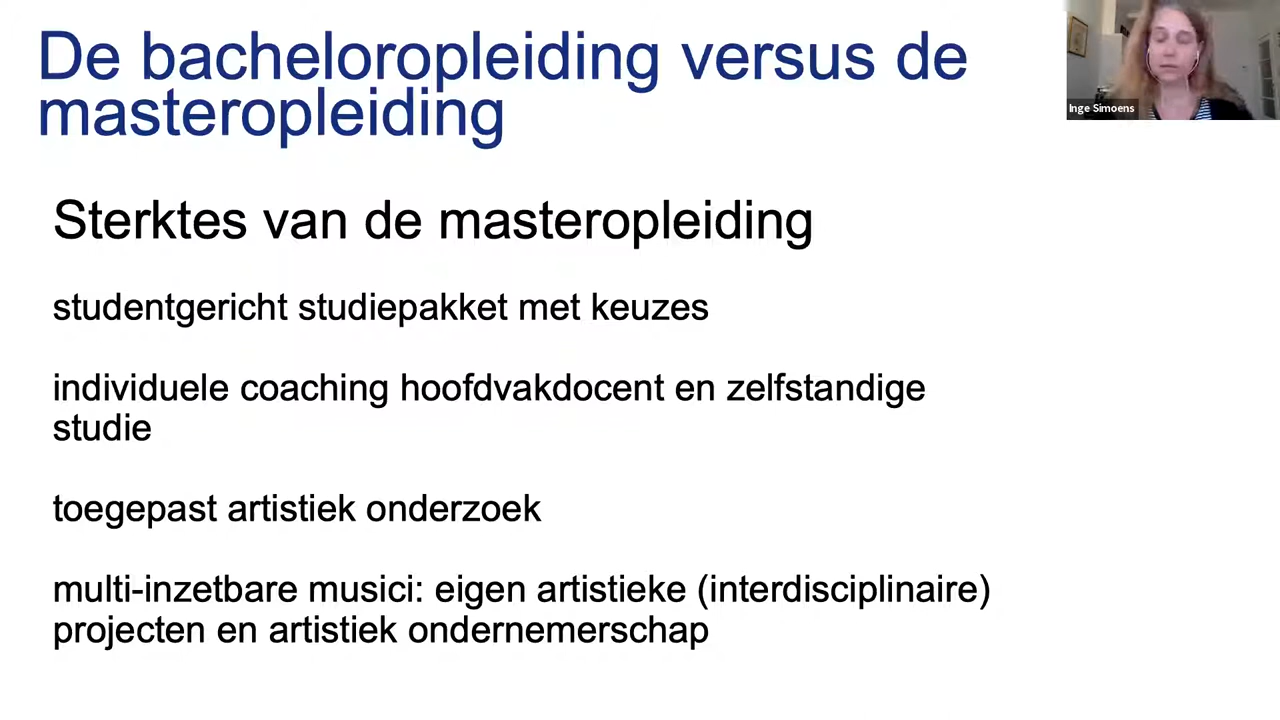 De bacheloropleiding versus de
masteropleiding
Inge Simoens
Sterktes van de masteropleiding
studentgericht studiepakket met keuzes
individuele coaching hoofdvakdocent en zelfstandige
studie
toegepast artistiek onderzoek
multi-inzetbare musici: eigen artistieke (interdisciplinaire)
projecten en artistiek ondernemerschap